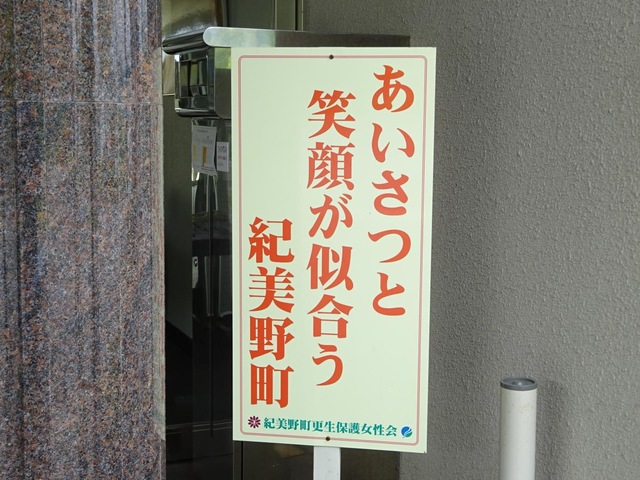 あいさつと
笑顔が似合う
紀美野町
紀美野町更生保護女性会